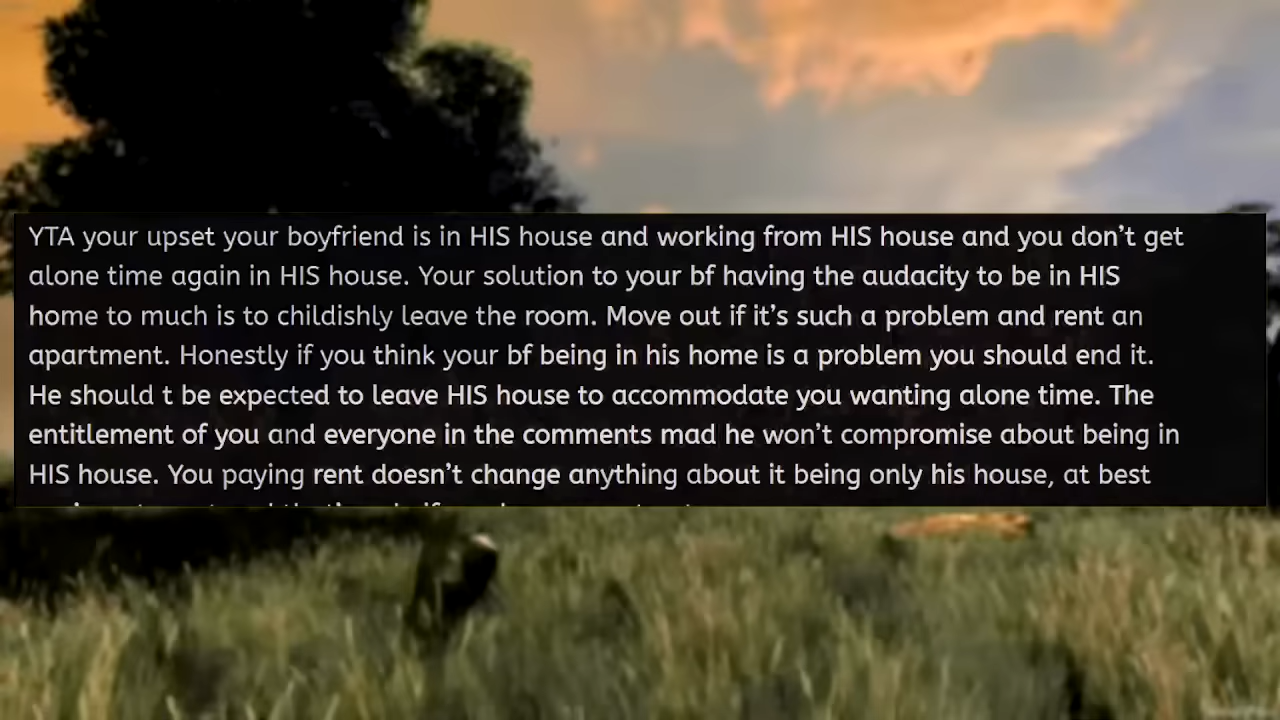 YTA your upset your boyfriend is in HIS house and working from HIS house and you don’t get
alone time again in HIS house. Your solution to your bf having the audacity to be in HIS
home to much is to childishly leave the room. Move out if it’s such a problem and rent an
apartment. Honestly if you think your bf being in his home is a problem you should end it.
He should t be expected to leave HIS house to accommodate you wanting alone time. The
entitlement of you and everyone in the comments mad he won’t compromise about being in
HIS house. You paying rent doesn’t change anything about it being only his house, at best